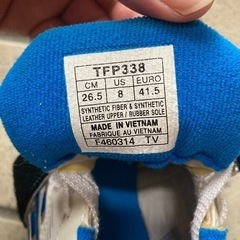 TFP338
CM US EURO
26.5 8 41.5
SYNTHETIC FIBER & SYNTHETIC
LEATHER UPPER / RUBBER SOLE
MADE IN VIETNAM
FABRIQUE AU VIETNAM
F460314 TV